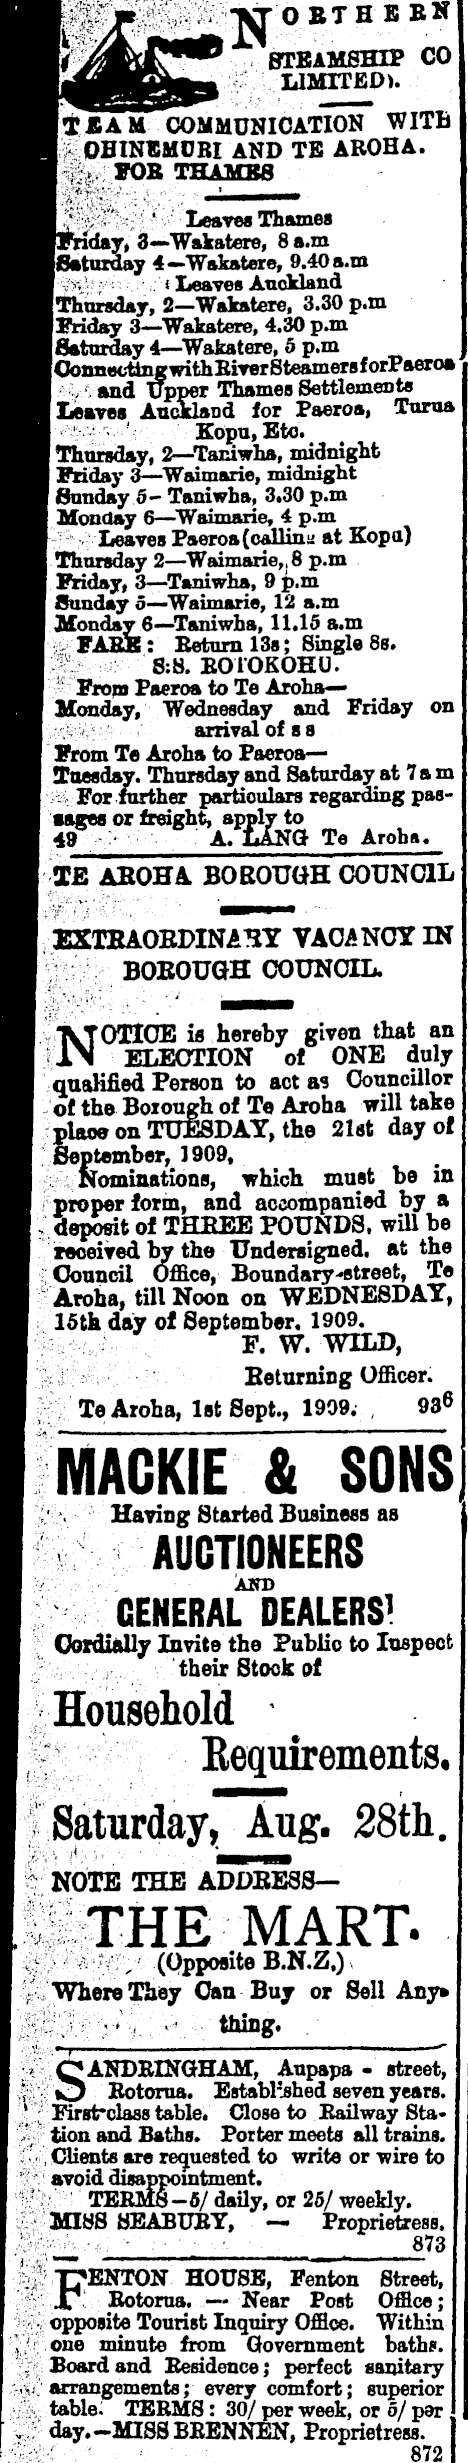 NORTHERN
STEAMSHIP CO
LIMITED).
TEAM COMMUNICATION WITH
OHINEMURI AND TE AROHA.
FOR THAMES
Leaves Thames
Friday, 3—Wakatere, 8 a.m
Saturday 4—Wakatere, 9.40 a.m
Leaves Auckland
Thursday, 2—Wakatere, 3.30 p.m
Friday 3—Wakatere, 4.30 p.m
Saturday 4—Wakatere, 5 p.m
Connecting with River Steamers for Paeroa
and Upper Thames Settlements
Leaves Auckland for Paeroa, Turua
Kopu, Etc.
Thursday, 2—Taniwha, midnight
Friday 3—Waimarie, midnight
Sunday 5- Taniwha, 3.30 p.m
Monday 6—Waimarie, 4 p.m
Leaves Paeroa (calling at Kopu)
Thursday 2—Waimarie, 8 p.m
Friday, 3—Taniwha, 9 p.m
Sunday 5—Waimarie, 12 a.m
Monday 6—Taniwha, 11.15 a.m
FARE: Return 13s; Single 8s.
S:S. ROTOKOHU.
From Paeroa to Te Aroha—
Monday, Wednesday and Friday on
arrival of s s
From Te Aroha to Paeroa—
Tuesday. Thursday and Saturday at 7 a m
For further particulars regarding pas-
sages or freight, apply to
49 A. LANG Te Aroha.
TE AROHA BOROUGH COUNCIL
EXTRAORDINARY VACANCY IN
BOROUGH COUNCIL.
NOTICE is hereby given that an
ELECTION of ONE duly
qualified Person to act as Councillor
of the Borough of Te Aroha will take
place on TUESDAY, the 21st day of
September, 1909,
Nominations, which must be in
proper form, and accompanied by a
deposit of THREE POUNDS, will be
received by the Undersigned. at the
Council Office, Boundary-street, Te
Aroha, till Noon on WEDNESDAY,
15th day of September. 1909.
F. W. WILD,
Returning Officer.
Te Aroha, 1st Sept., 1909. 936
MACKIE & SONS
Having Started Business as
AUCTIONEERS
AND
GENERAL DEALERS!
Cordially Invite the Public to Inspect
their Stock of
Household
Requirements.
Saturday, Aug. 28th.
NOTE THE ADDRESS—
THE MART.
(Opposite B.N.Z.)
Where They Can Buy or Sell Any-
thing.
SANDRINGHAM, Aupapa - street,
Rotorua. Established seven years.
First-class table. Close to Railway Sta-
tion and Baths. Porter meets all trains.
Clients are requested to write or wire to
avoid disappointment.
TERMS—5/ daily, or 25/ weekly.
MISS SEABURY, — Proprietress.
873
FENTON HOUSE, Fenton Street,
Rotorua. — Near Post Office;
opposite Tourist Inquiry Office. Within
one minute from Government baths.
Board and Residence; perfect sanitary
arrangements; every comfort; superior
table. TERMS: 30/ per week, or 5/ per
day.—MISS BRENNEN, Proprietress.
872